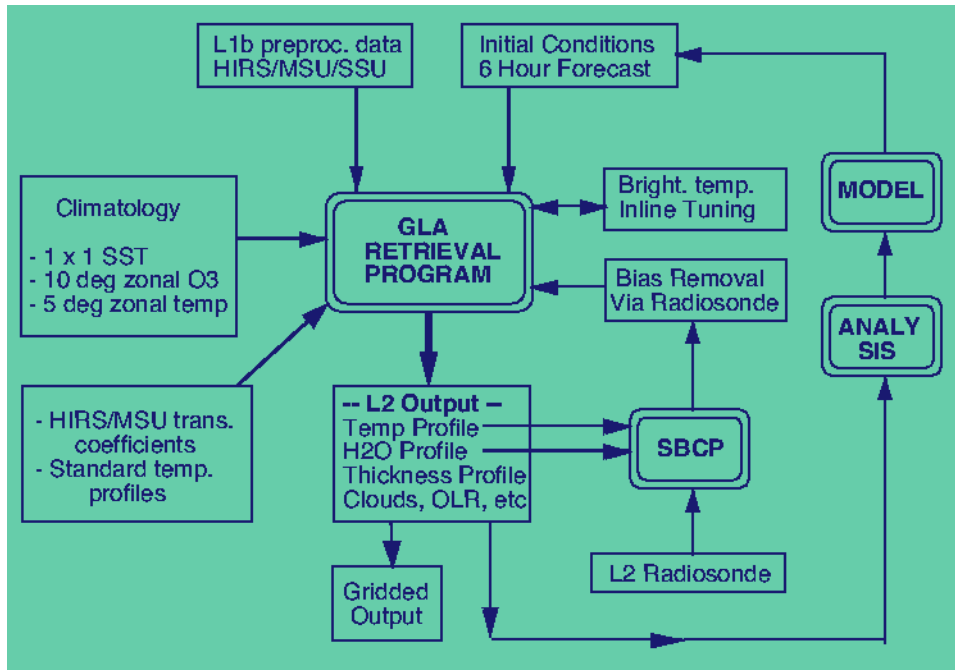 L1b preproc. data
HIRS/MSU/SSU
Initial Conditions
6 Hour Forecast
Climatology
- 1 x 1 SST
- 10 deg zonal O3
- 5 deg zonal temp
GLA
RETRIEVAL
PROGRAM
Bright. temp.
Inline Tuning
MODEL
Bias Removal
Via Radiosonde
ANALY
SIS
- HIRS/MSU trans.
coefficients
- Standard temp.
profiles
-- L2 Output --
Temp Profile
H2O Profile
Thickness Profile
Clouds, OLR, etc
SBCP
L2 Radiosonde
Gridded
Output